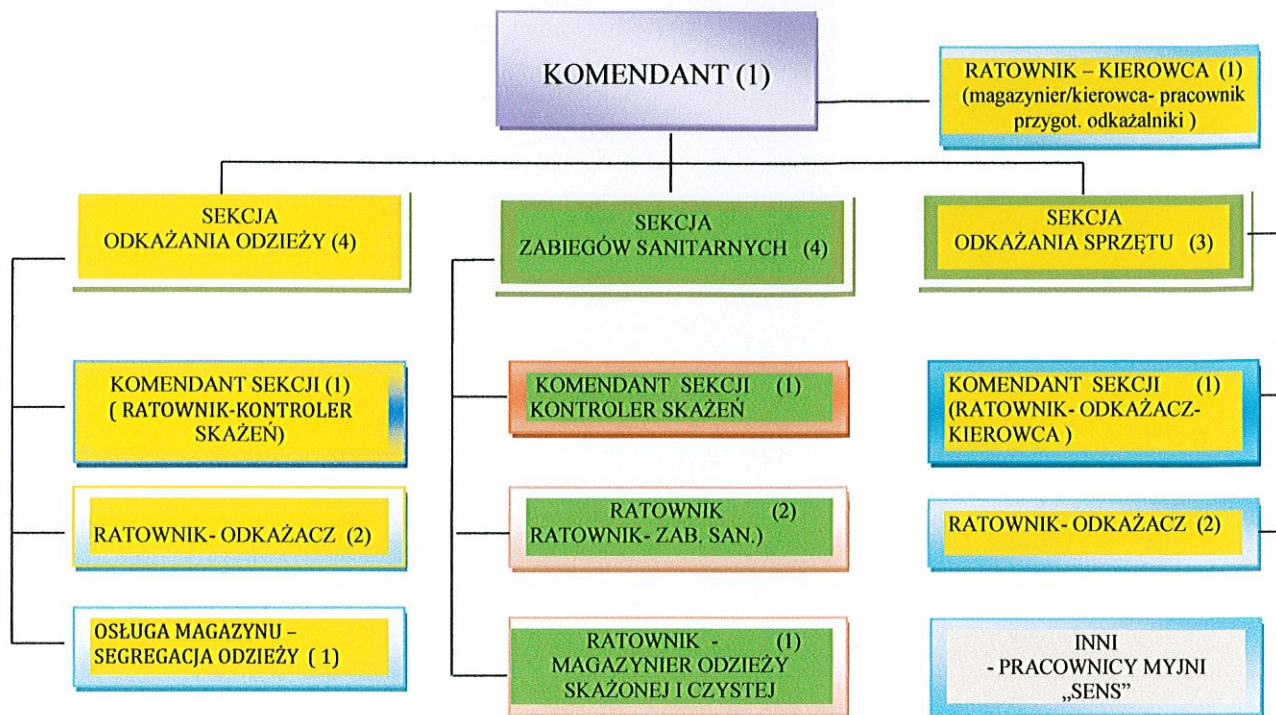 KOMENDANT (1)
RATOWNIK – KIEROWCA (1)
(magazynier/kierowca- pracownik
przygot. odkażalniki )
SEKCJA
ODKAŻANIA ODZIEŻY (4)
SEKCJA
ZABIEGÓW SANITARNYCH (4)
SEKCJA
ODKAŻANIA SPRZĘTU (3)
KOMENDANT SEKCJI (1)
( RATOWNIK-KONTROLER
SKAŻEŃ)
KOMENDANT SEKCJI (1)
KONTROLER SKAŻEŃ
KOMENDANT SEKCJI (1)
(RATOWNIK- ODKAŻACZ-
KIEROWCA )
RATOWNIK- ODKAŻACZ (2)
RATOWNIK (2)
RATOWNIK- ZAB. SAN.)
RATOWNIK- ODKAŻACZ (2)
OSŁUGA MAGAZYNU –
SEGREGACJA ODZIEŻY ( 1)
RATOWNIK - (1)
MAGAZYNIER ODZIEŻY
SKAŻONEJ I CZYSTEJ
INNI
- PRACOWNICY MYJNI
„SENS”